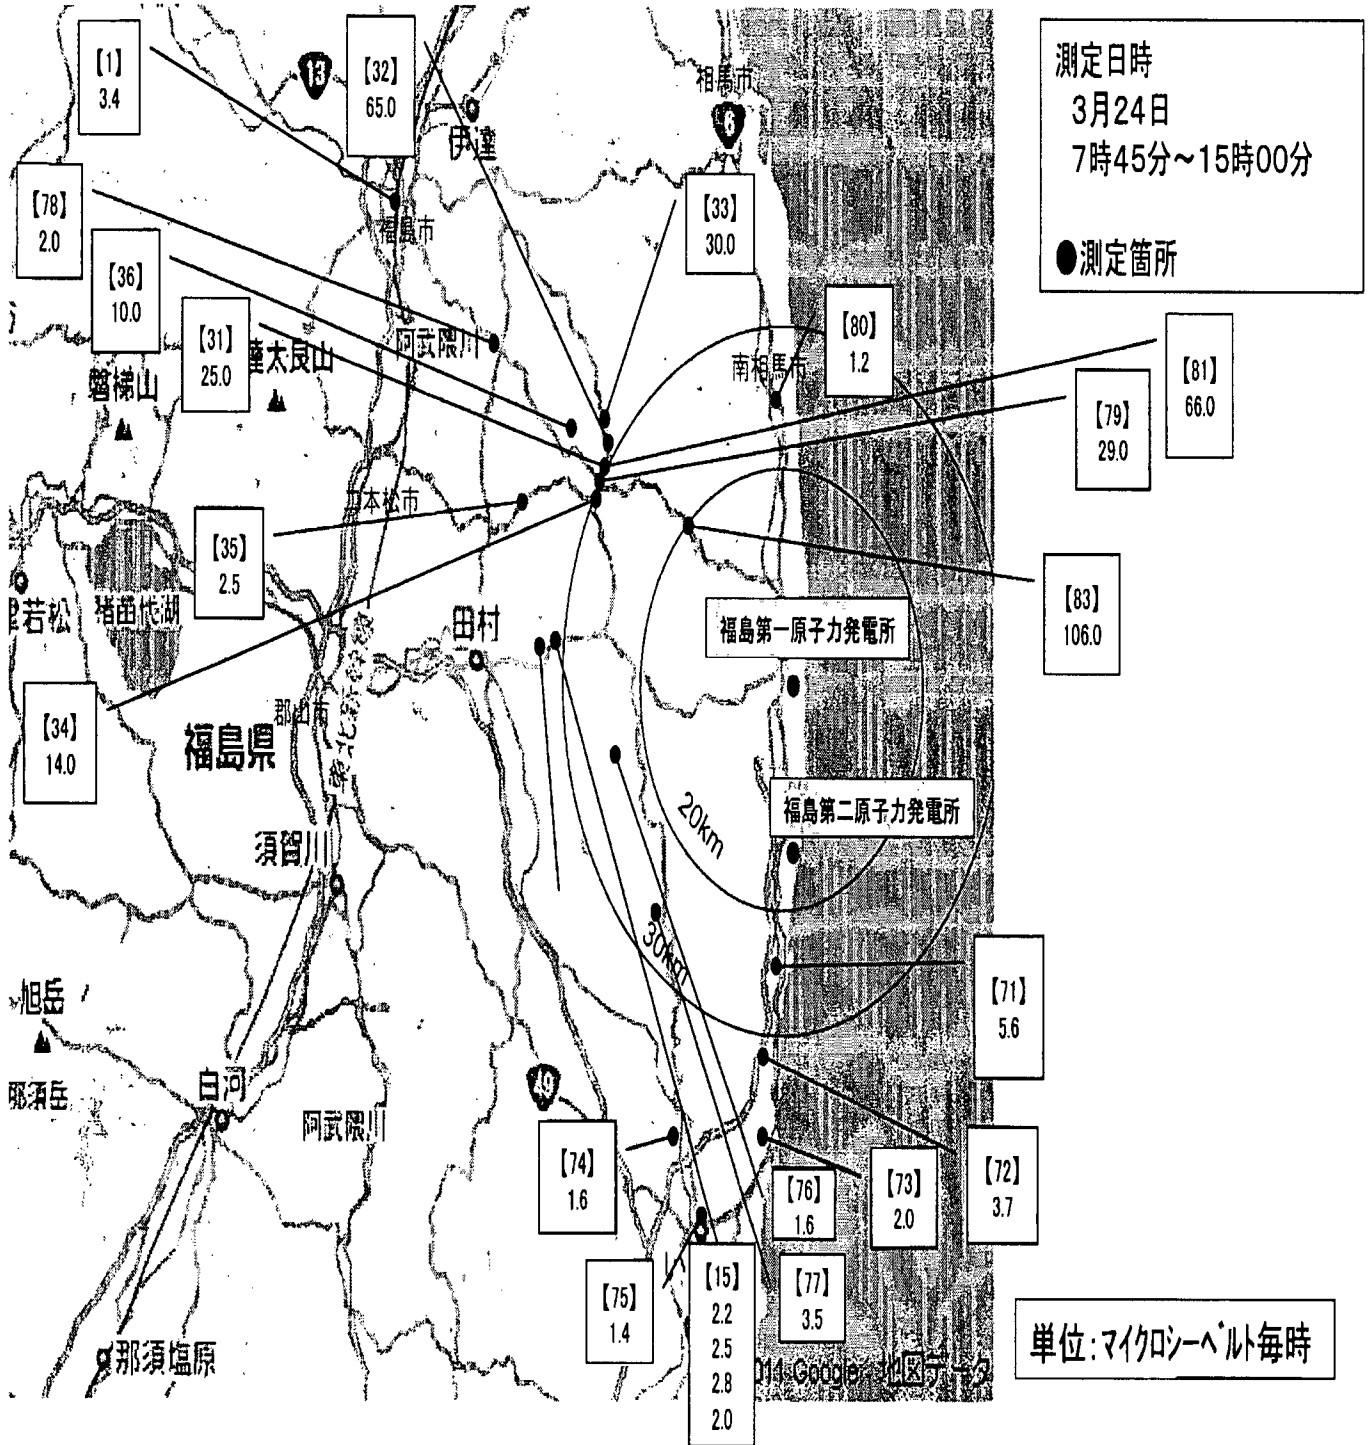 【1】
3.4
13
【32】
65.0
伊達
相馬市
6
測定日時
3月24日
7時45分～15時00分
●測定箇所
【78】
2.0
福島市
【33】
30.0
【36】
10.0
【31】
25.0
阿武隈川
達太良山
磐梯山
南相馬市
【80】
1.2
【81】
66.0
【79】
29.0
本松市
【35】
2.5
【83】
106.0
若松
猪苗代湖
田村
福島第一原子力発電所
【34】
14.0
郡山市
福島県
福島第二原子力発電所
20km
須賀川
30km
旭岳
【71】
5.6
那須岳
白河
49
阿武隈川
【74】
1.6
【76】
1.6
【73】
2.0
【72】
3.7
【75】
1.4
【15】
2.2
2.5
2.8
2.0
【77】
3.5
那須塩原
011 Google - 地図データ
単位：マイクロシーベルト毎時